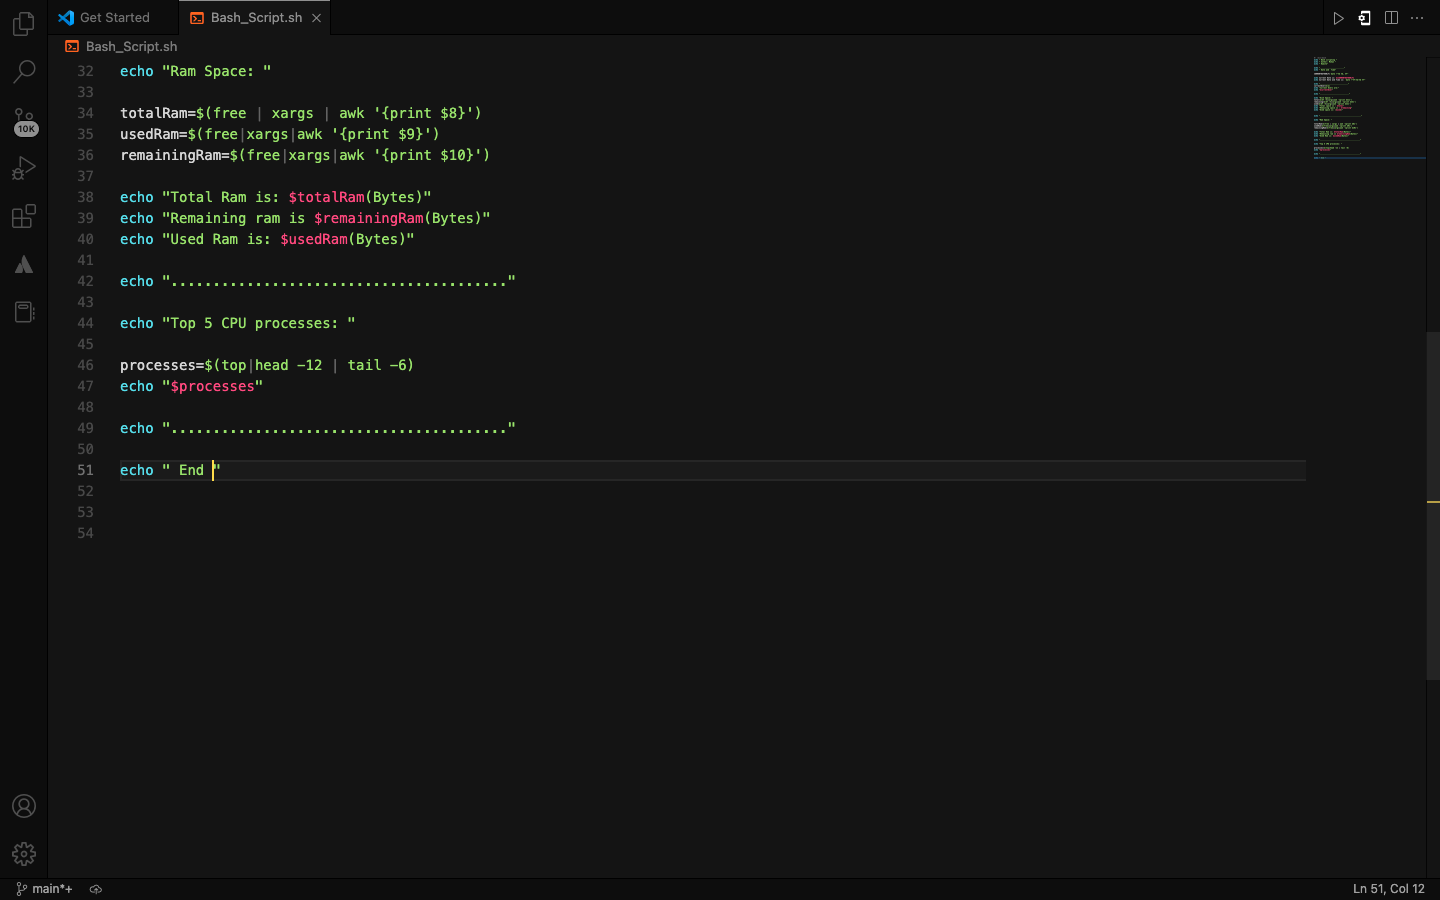 Get Started
Bash_Script.sh
Bash_Script.sh
10K
32 echo "Ram Space: "
33
34 totalRam=$(free | xargs | awk '{print $8}')
35 usedRam=$(free|xargs|awk '{print $9}')
36 remainingRam=$(free|xargs|awk '{print $10}')
37
38 echo "Total Ram is: $totalRam(Bytes)"
39 echo "Remaining ram is $remainingRam(Bytes)"
40 echo "Used Ram is: $usedRam(Bytes)"
41
42 echo "........................................"
43
44 echo "Top 5 CPU processes: "
45
46 processes=$(top|head -12 | tail -6)
47 echo "$processes"
48
49 echo "........................................"
50
51 echo " End "
52
53
54
main*+
Ln 51, Col 12